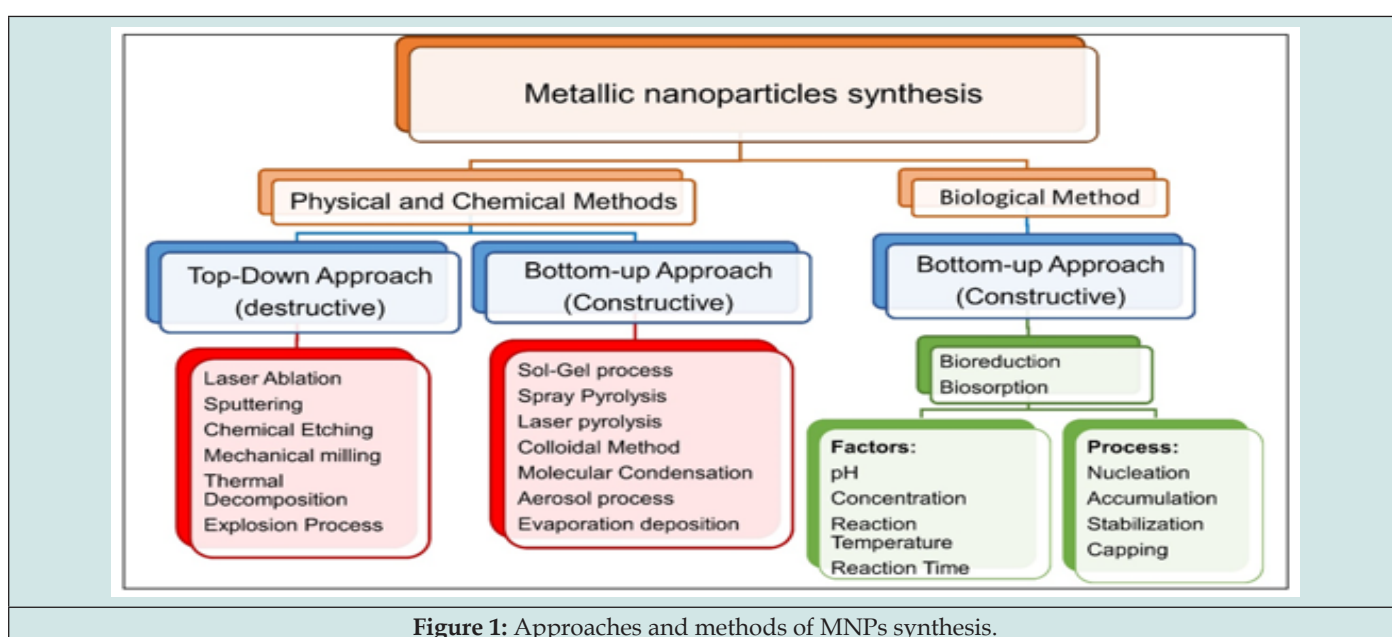 Metallic nanoparticles synthesis
Physical and Chemical Methods
Biological Method
Top-Down Approach
(destructive)
Bottom-up Approach
(Constructive)
Bottom-up Approach
(Constructive)
Laser Ablation
Sputtering
Chemical Etching
Mechanical milling
Thermal
Decomposition
Explosion Process
Sol-Gel process
Spray Pyrolysis
Laser pyrolysis
Colloidal Method
Molecular Condensation
Aerosol process
Evaporation deposition
Bioreduction
Biosorption
Factors:
pH
Concentration
Reaction
Temperature
Reaction Time
Process:
Nucleation
Accumulation
Stabilization
Capping
Figure 1: Approaches and methods of MNPs synthesis.